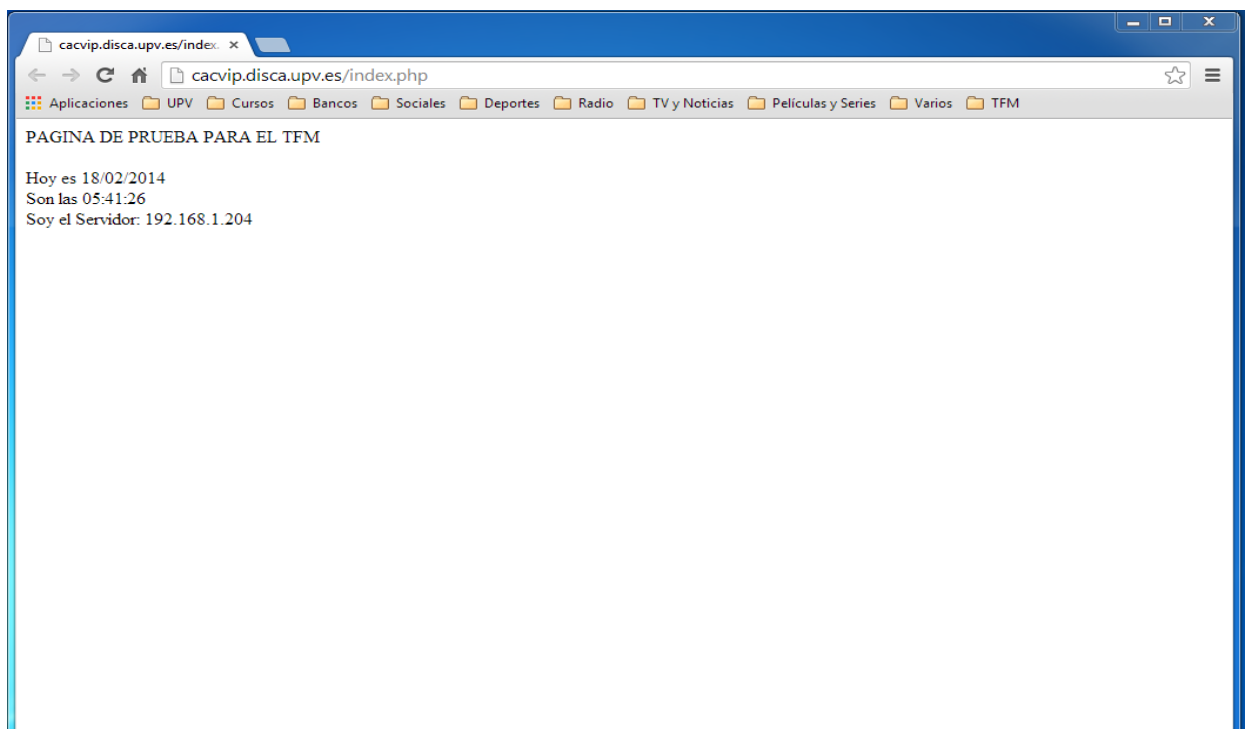 cacvip.disca.upv.es/index.
cacvip.disca.upv.es/index.php
Aplicaciones UPV Cursos Bancos Sociales Deportes Radio TV y Noticias Películas y Series Varios TFM
PAGINA DE PRUEBA PARA EL TFM
Hoy es 18/02/2014
Son las 05:41:26
Soy el Servidor: 192.168.1.204